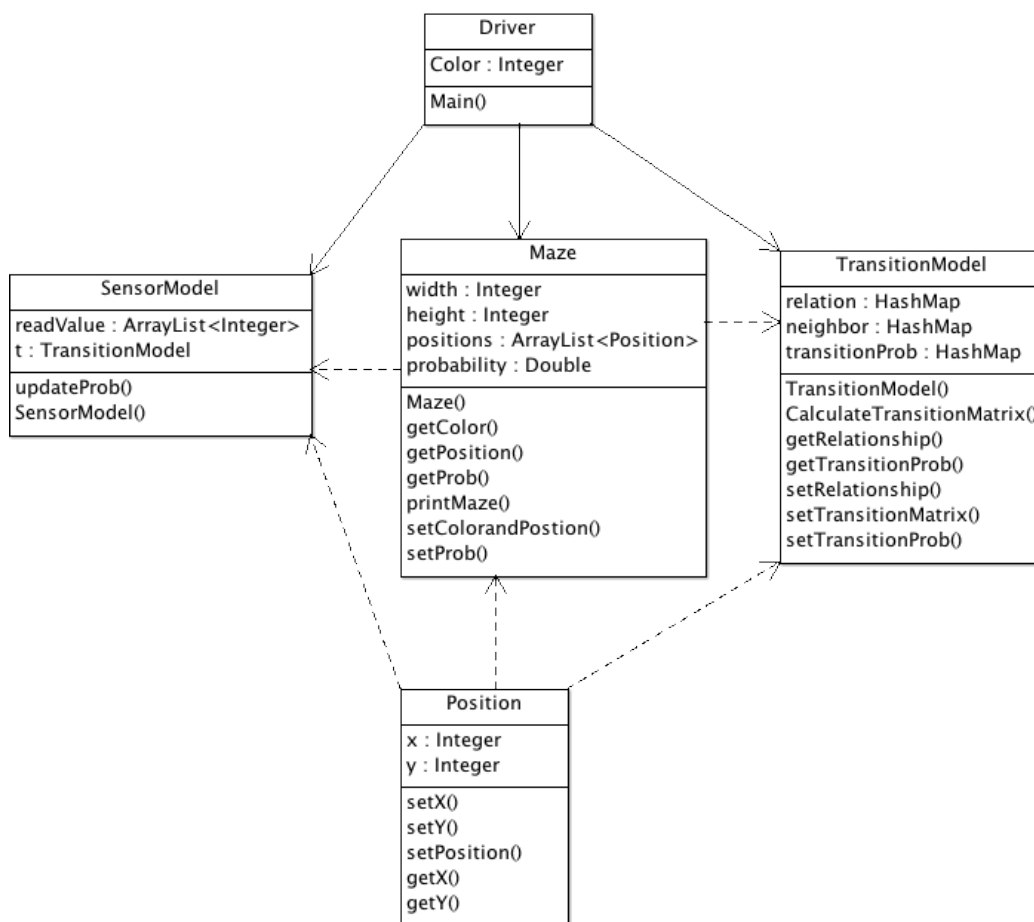 Driver
Color : Integer
Main()
SensorModel
readValue : ArrayList<Integer>
t : TransitionModel
updateProb()
SensorModel()
Maze
width : Integer
height : Integer
positions : ArrayList<Position>
probability : Double
Maze()
getColor()
getPosition()
getProb()
printMaze()
setColorandPostion()
setProb()
TransitionModel
relation : HashMap
neighbor : HashMap
transitionProb : HashMap
TransitionModel()
CalculateTransitionMatrix()
getRelationship()
getTransitionProb()
setRelationship()
setTransitionMatrix()
setTransitionProb()
Position
x : Integer
y : Integer
setX()
setY()
setPosition()
getX()
getY()